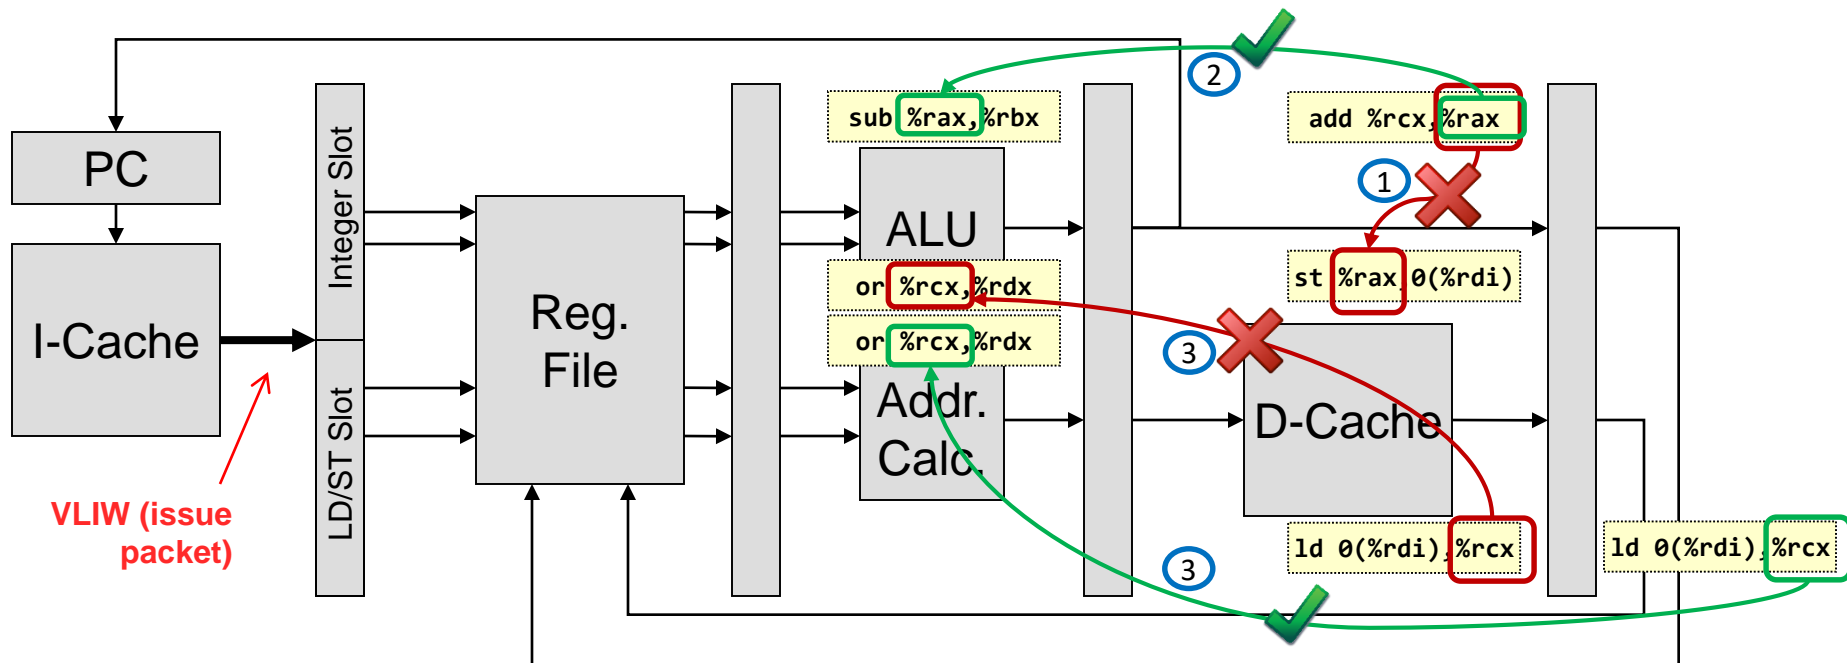 2
sub %rax,%rbx
add %rcx,%rax
PC
Integer Slot
1
ALU
I-Cache
Reg.
File
or %rcx,%rdx
st %rax 0(%rdi)
or %rcx,%rdx
3
LD/ST Slot
Addr.
Calc.
D-Cache
VLIW (issue
packet)
ld 0(%rdi),%rcx
ld 0(%rdi),%rcx
3